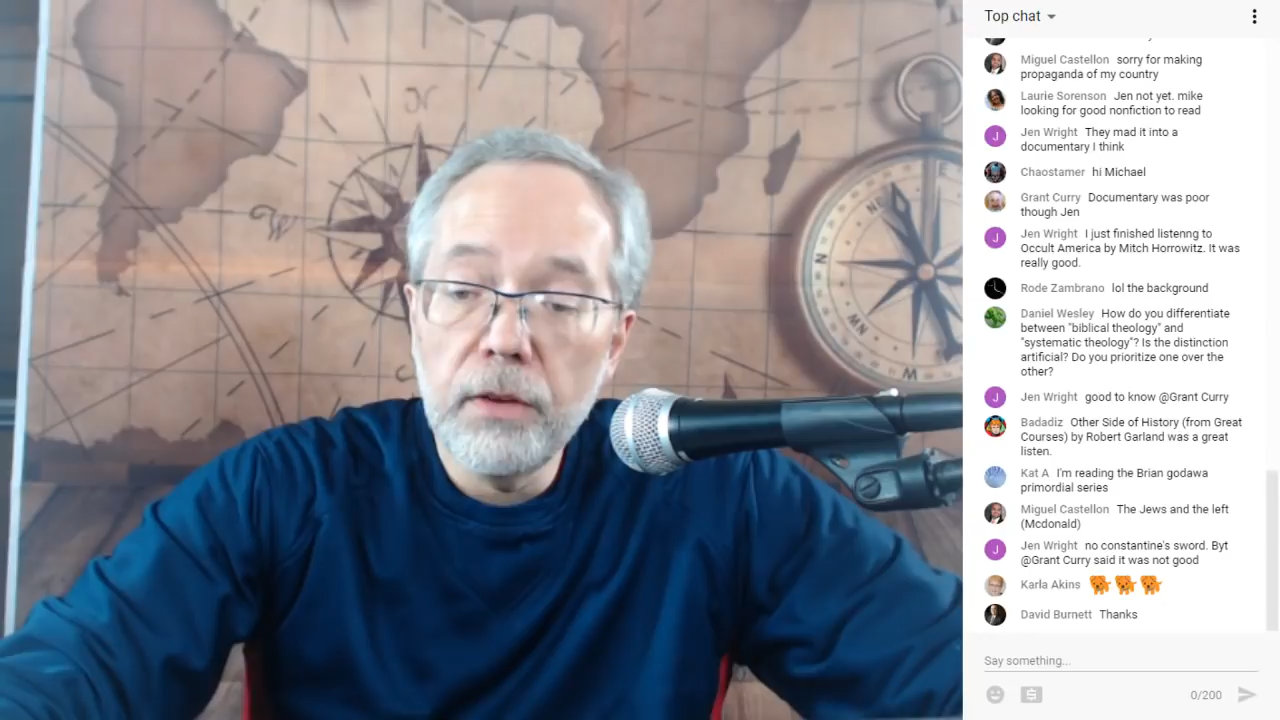 Top chat
Miguel Castellon sorry for making
propaganda of my country
Laurie Sorenson Jen not yet. mike
looking for good nonfiction to read
Jen Wright They mad it into a
documentary I think
Chaostamer hi Michael
Grant Curry Documentary was poor
though Jen
Jen Wright I just finished listenng to
Occult America by Mitch Horrowitz. It was
really good.
Rode Zambrano lol the background
Daniel Wesley How do you differentiate
between "biblical theology" and
"systematic theology"? Is the distinction
artificial? Do you prioritize one over the
other?
Jen Wright good to know @Grant Curry
Badadiz Other Side of History (from Great
Courses) by Robert Garland was a great
listen.
Kat A I'm reading the Brian godawa
primordial series
Miguel Castellon The Jews and the left
(Mcdonald)
Jen Wright no constantine's sword. Byt
@Grant Curry said it was not good
Karla Akins
David Burnett Thanks
Say something...
0/200
N
W
N
NE
E
NW
W